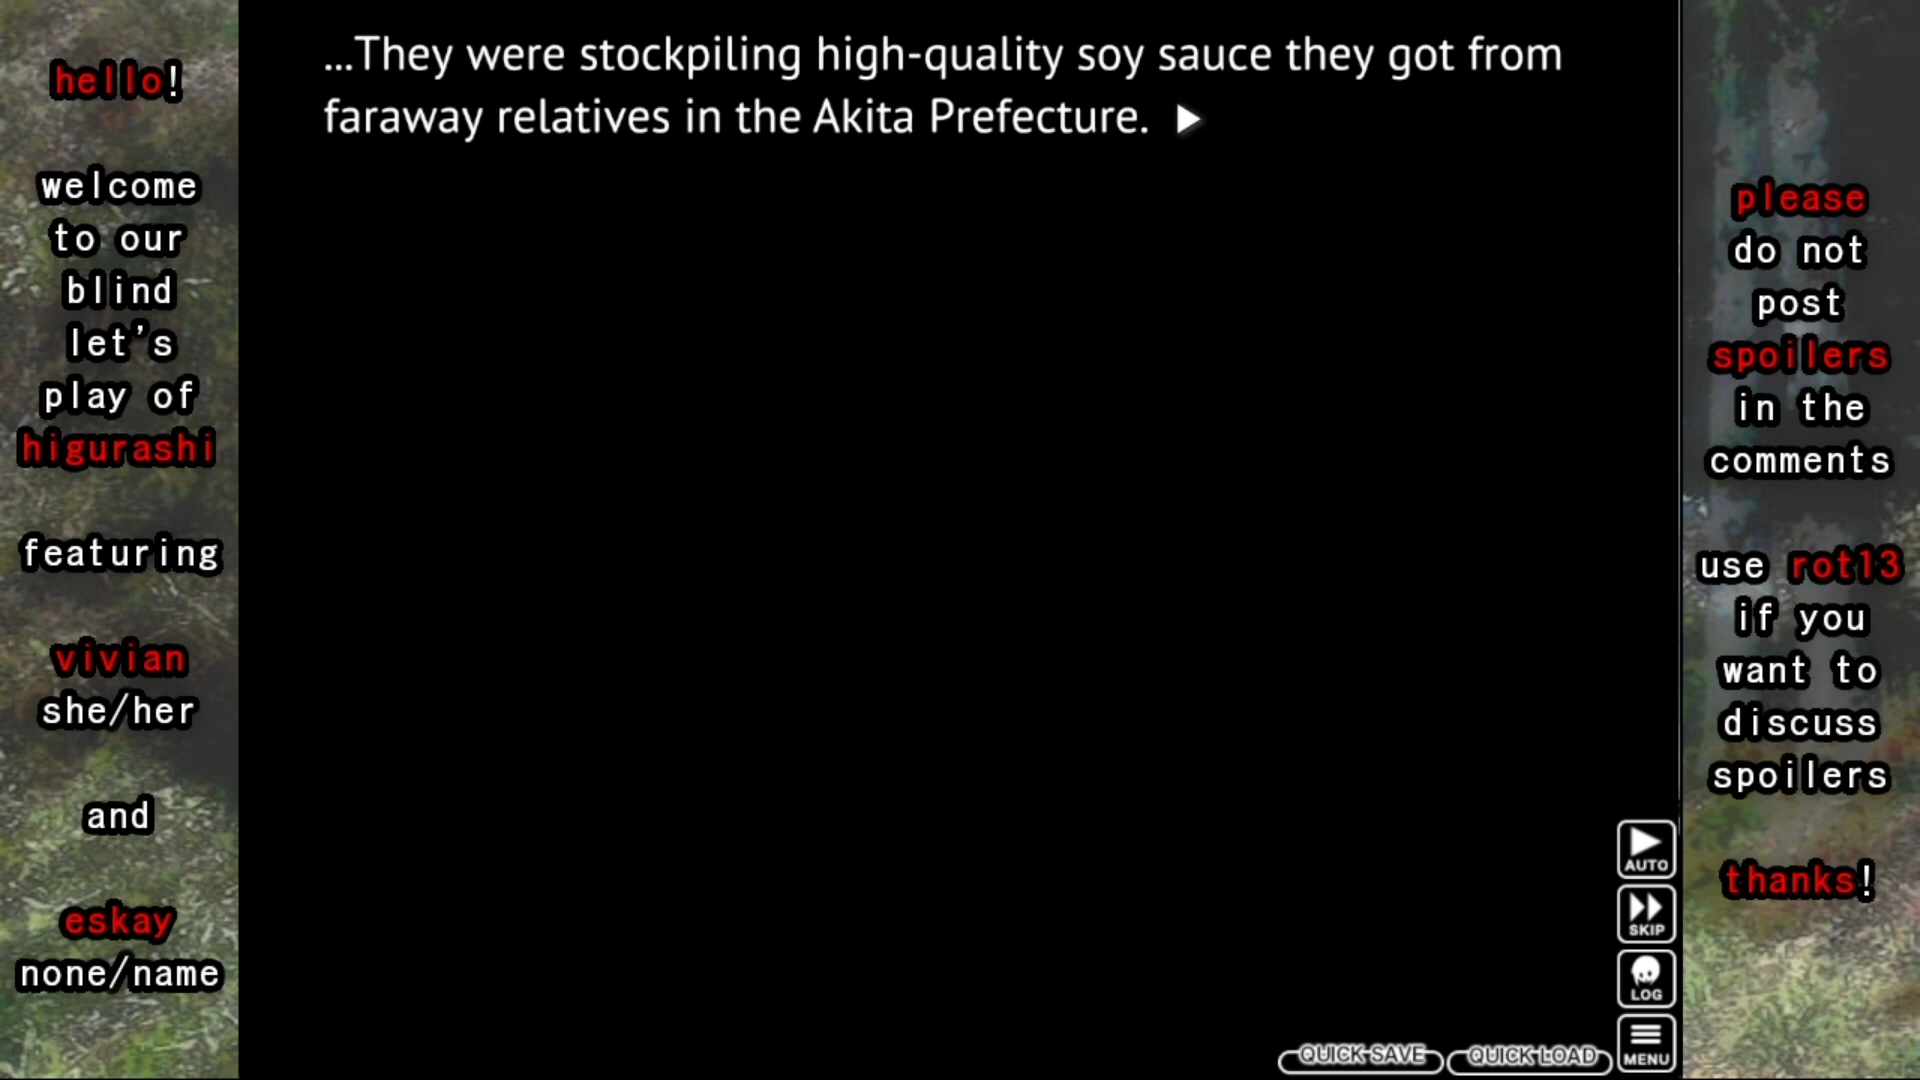 hello!
welcome
to our
blind
let's
play of
higurashi
featuring
vivian
she/her
and
eskay
none/name
...They were stockpiling high-quality soy sauce they got from
faraway relatives in the Akita Prefecture.
please
do not
post
spoilers
in the
comments
use rot13
if you
want to
discuss
spoilers
thanks!
AUTO
SKIP
LOG
MENU
QUICK SAVE
QUICK LOAD